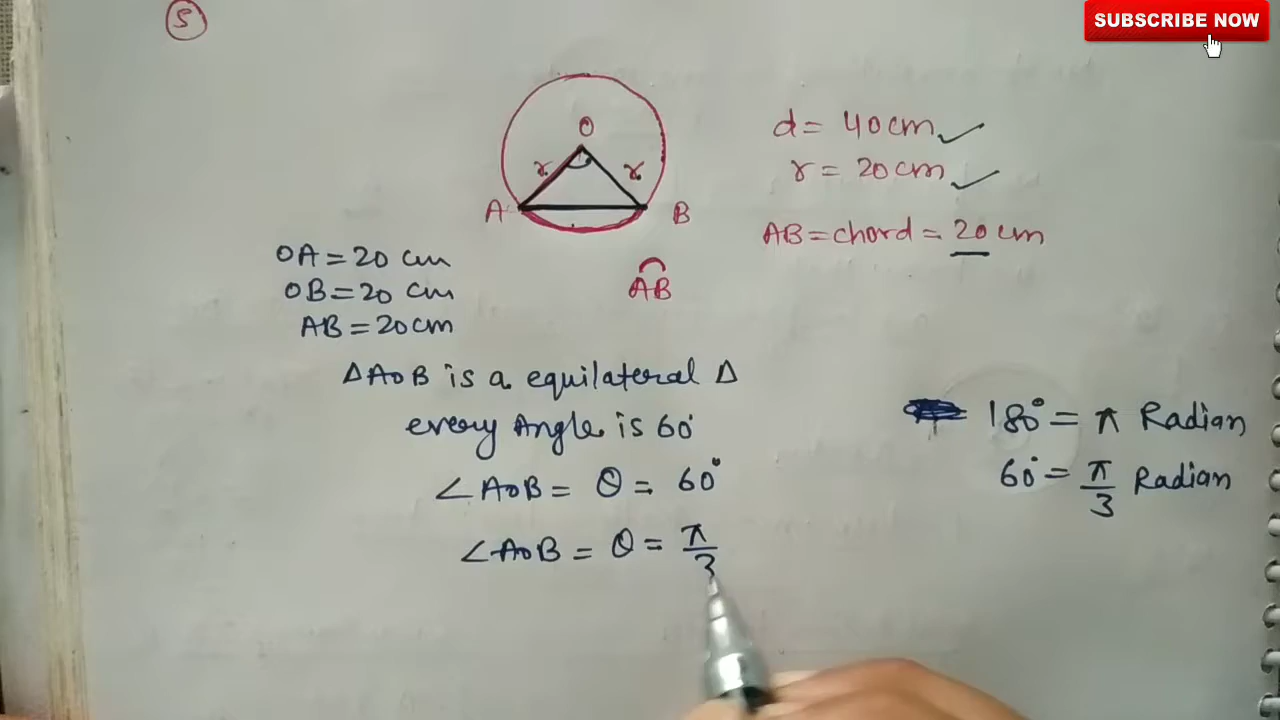 SUBSCRIBE NOW
5
O
r r
A B
d = 40cm
r = 20cm
AB = chord = 20 cm
AB
OA = 20 cm
OB = 20 cm
AB = 20cm
ΔAOB is a equilateral Δ
every Angle is 60°
∠AOB = θ = 60°
∠AOB = θ = π/3
180° = π Radian
60° = π/3 Radian